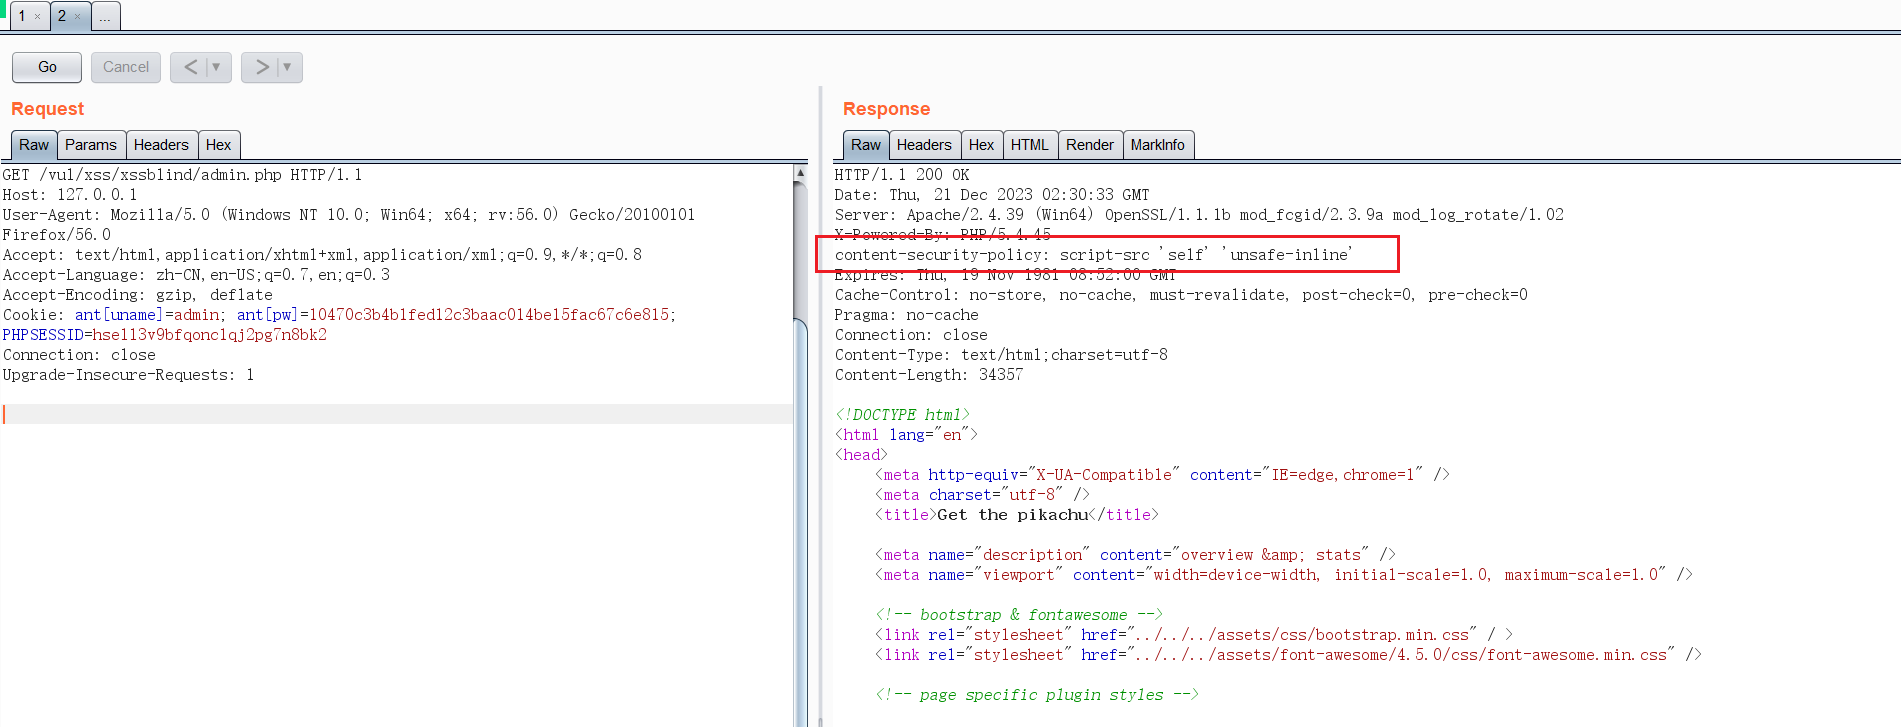 1 × 2 × ...
Go Cancel < ▼ > ▼
Request
Raw Params Headers Hex
GET /vul/xss/xssblind/admin.php HTTP/1.1
Host: 127.0.0.1
User-Agent: Mozilla/5.0 (Windows NT 10.0; Win64; x64; rv:56.0) Gecko/20100101
Firefox/56.0
Accept: text/html,application/xhtml+xml,application/xml;q=0.9,*/*;q=0.8
Accept-Language: zh-CN,en-US;q=0.7,en;q=0.3
Accept-Encoding: gzip, deflate
Cookie: ant[uname]=admin; ant[pw]=10470c3b4b1fed12c3baac014be15fac67c6e815;
PHPSESSID=hsel13v9bfqonc1qj2pg7n8bk2
Connection: close
Upgrade-Insecure-Requests: 1
Response
Raw Headers Hex HTML Render MarkInfo
HTTP/1.1 200 OK
Date: Thu, 21 Dec 2023 02:30:33 GMT
Server: Apache/2.4.39 (Win64) OpenSSL/1.1.1b mod_fcgid/2.3.9a mod_log_rotate/1.02
X-Powered-By: PHP/5.4.45
content-security-policy: script-src 'self' 'unsafe-inline'
Expires: Thu, 19 Nov 1981 08:52:00 GMT
Cache-Control: no-store, no-cache, must-revalidate, post-check=0, pre-check=0
Pragma: no-cache
Connection: close
Content-Type: text/html;charset=utf-8
Content-Length: 34357
<!DOCTYPE html>
<html lang="en">
<head>
<meta http-equiv="X-UA-Compatible" content="IE=edge,chrome=1" />
<meta charset="utf-8" />
<title>Get the pikachu</title>
<meta name="description" content="overview &amp; stats" />
<meta name="viewport" content="width=device-width, initial-scale=1.0, maximum-scale=1.0" />
<!-- bootstrap & fontawesome -->
<link rel="stylesheet" href="../../../assets/css/bootstrap.min.css" / >
<link rel="stylesheet" href="../../../assets/font-awesome/4.5.0/css/font-awesome.min.css" />
<!-- page specific plugin styles -->